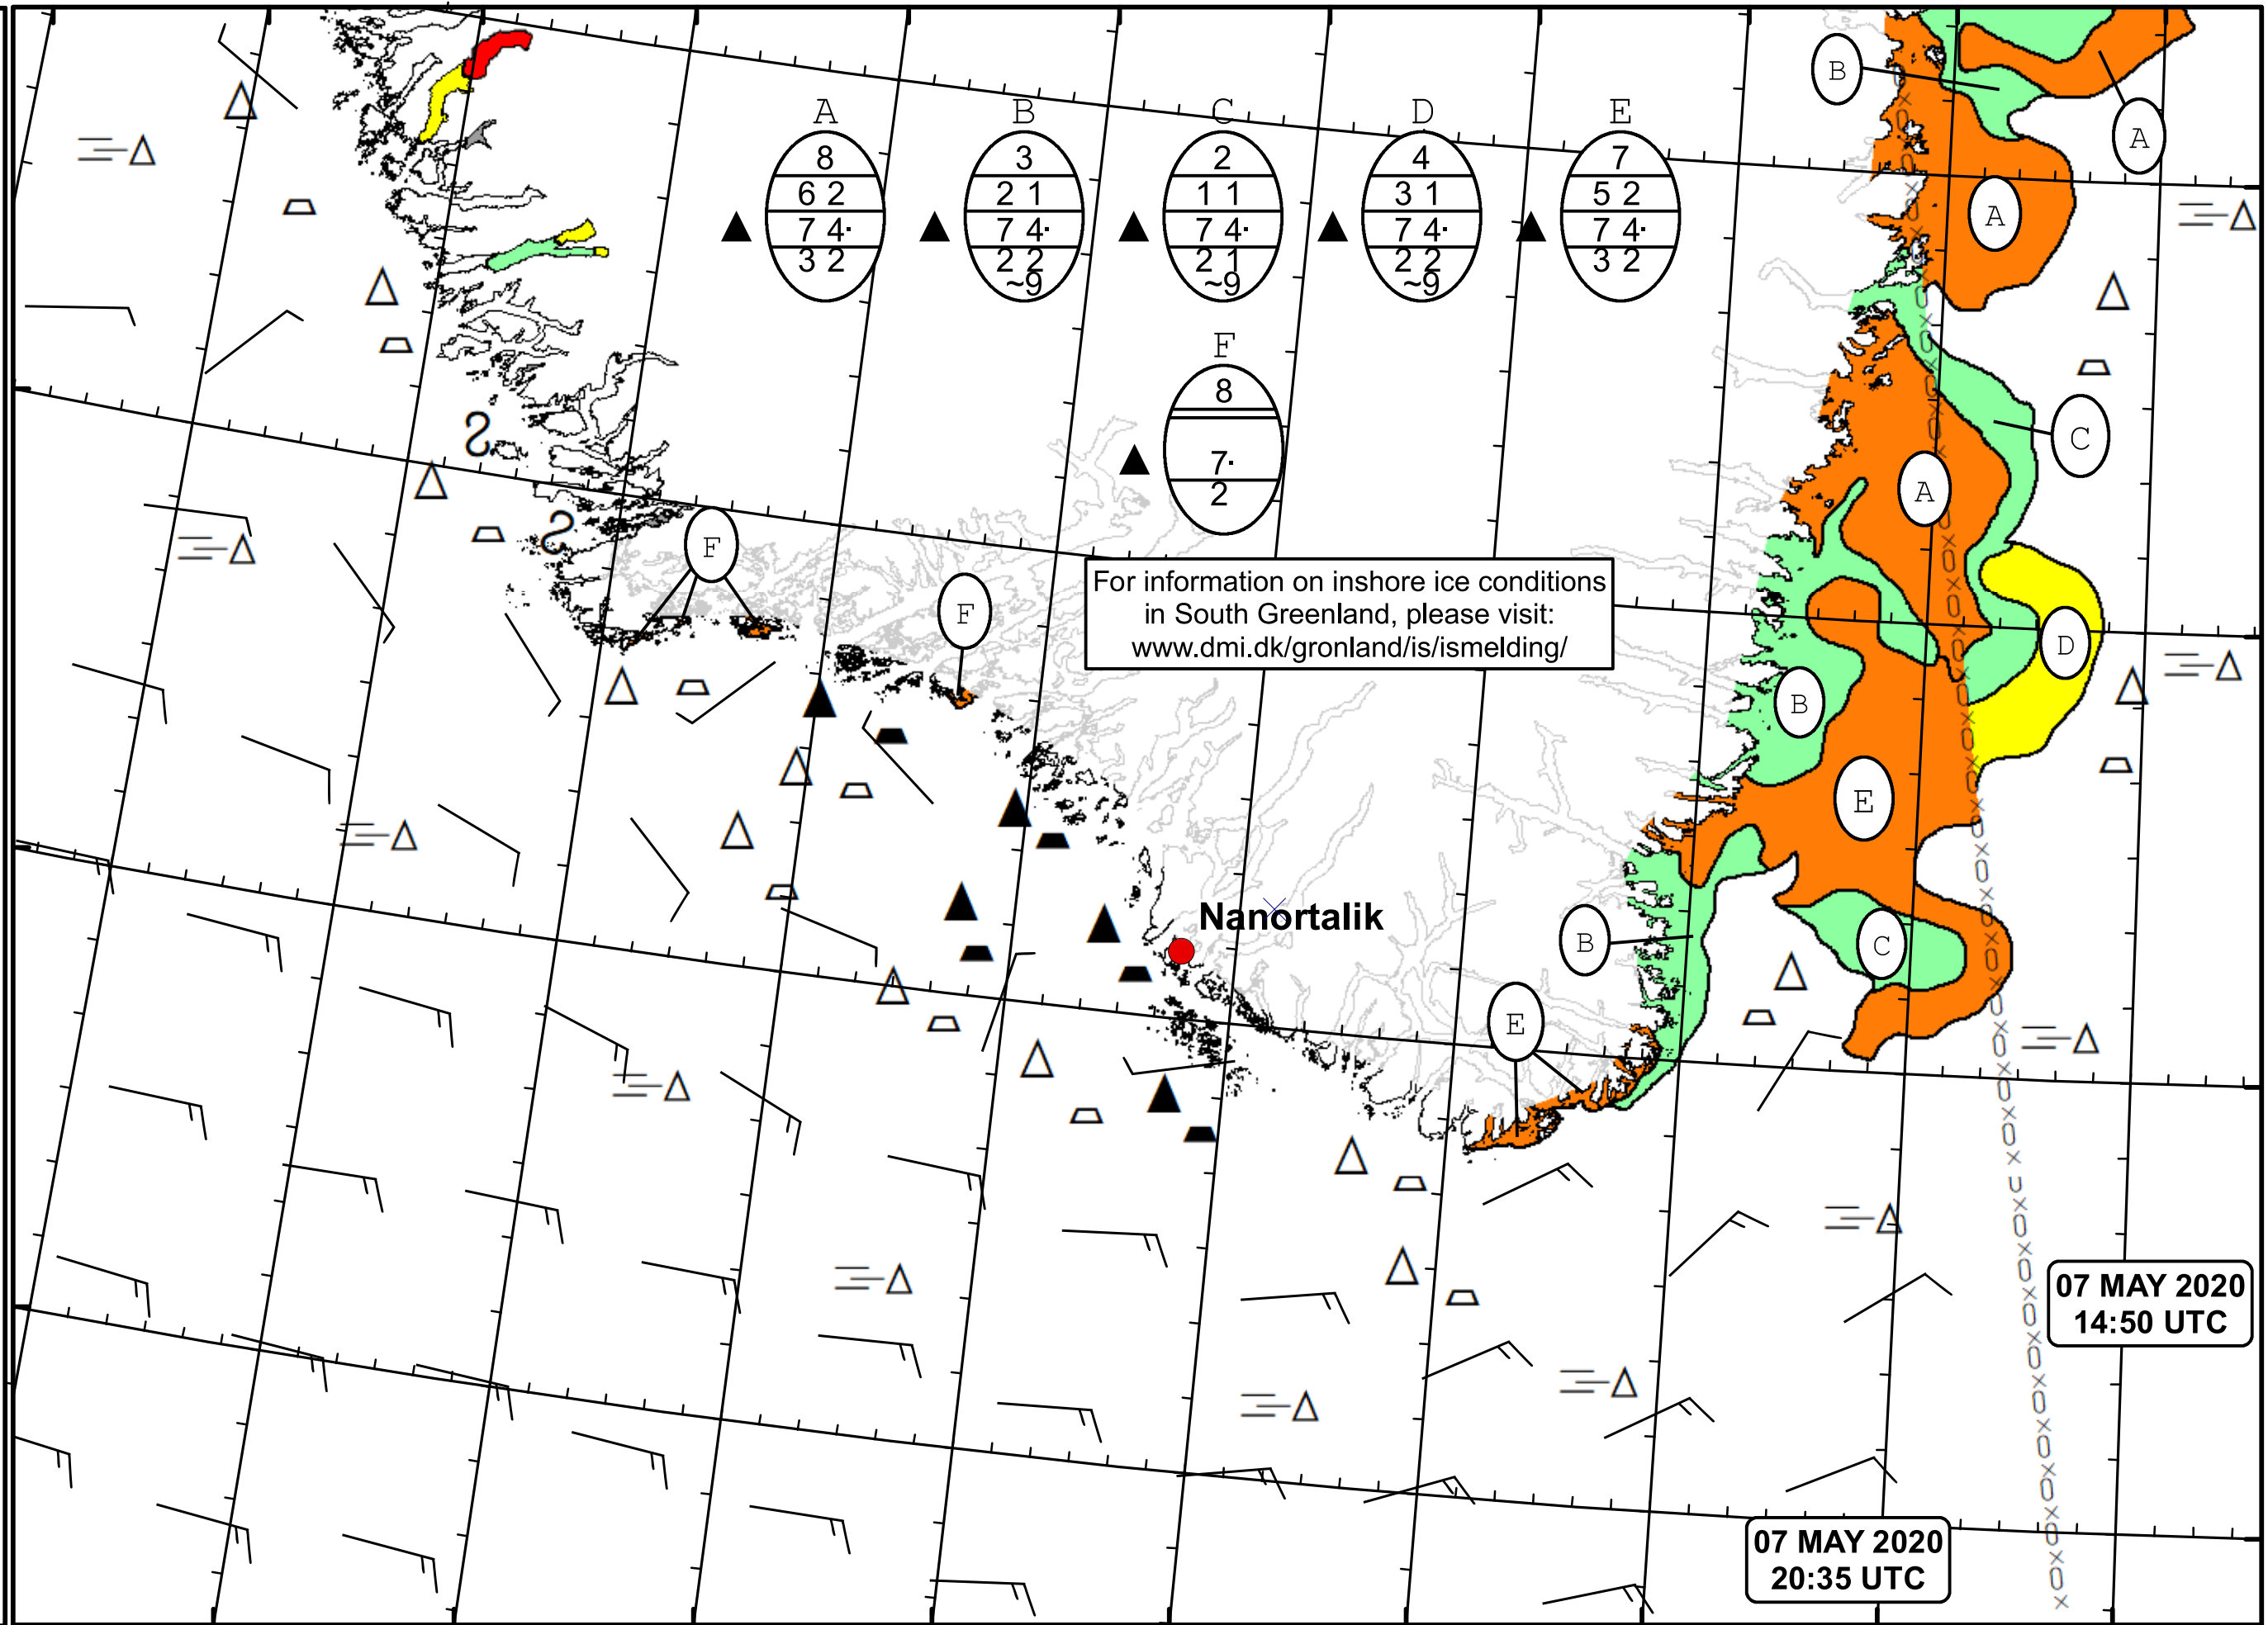 A B C D E
8 3 2 4 7
6 2 2 1 1 1 3 1 5 2
7 4· 7 4· 7 4· 7 4· 7 4·
3 2 2 2 2 1 2 2 3 2
~9 ~9 ~9
F
8
7·
2
B
A
A
C
A
F
F
For information on inshore ice conditions
in South Greenland, please visit:
www.dmi.dk/gronland/is/ismelding/
D
B
E
Nanortalik
B
C
E
07 MAY 2020
14:50 UTC
07 MAY 2020
20:35 UTC